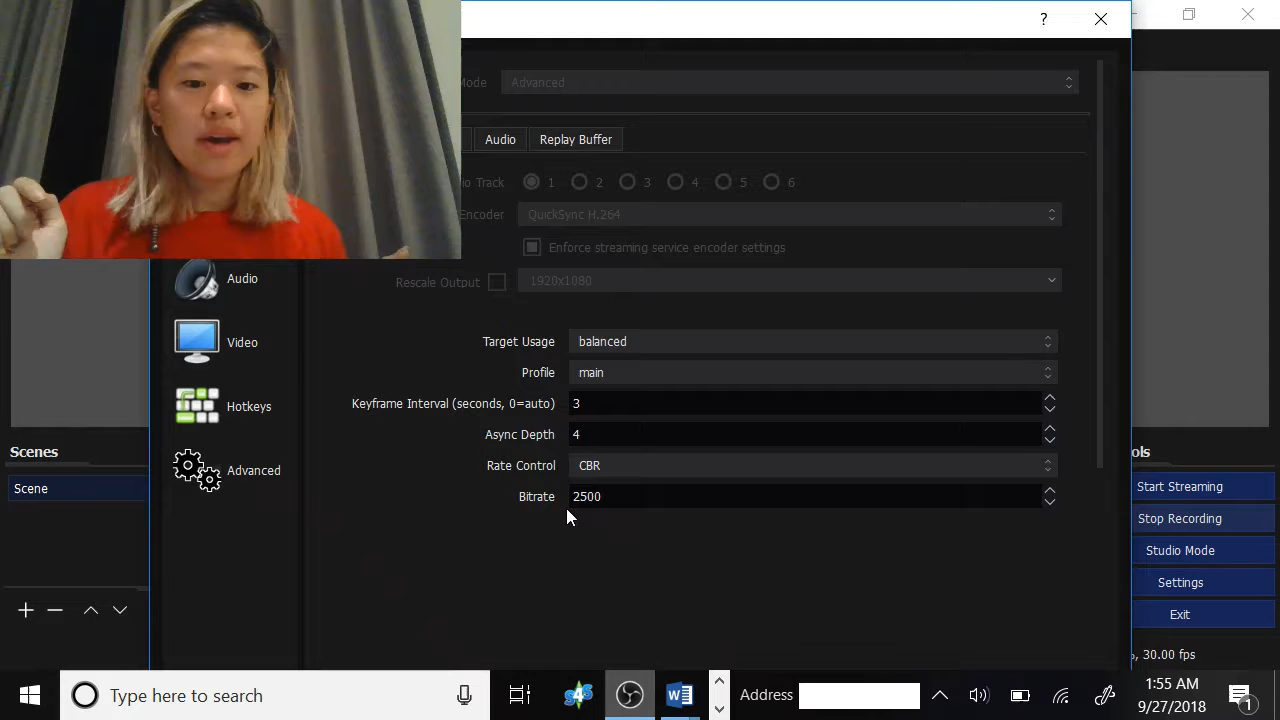 ?
Mode Advanced
Audio Replay Buffer
Track 1 2 3 4 5 6
Encoder QuickSync H.264
Enforce streaming service encoder settings
Rescale Output 1920x1080
Audio
Video
Hotkeys
Advanced
Target Usage balanced
Profile main
Keyframe Interval (seconds, 0=auto) 3
Async Depth 4
Rate Control CBR
Bitrate 2500
Scenes
Scene
Start Streaming
Stop Recording
Studio Mode
Settings
Exit
30.00 fps
Type here to search
Address
1:55 AM
9/27/2018
1